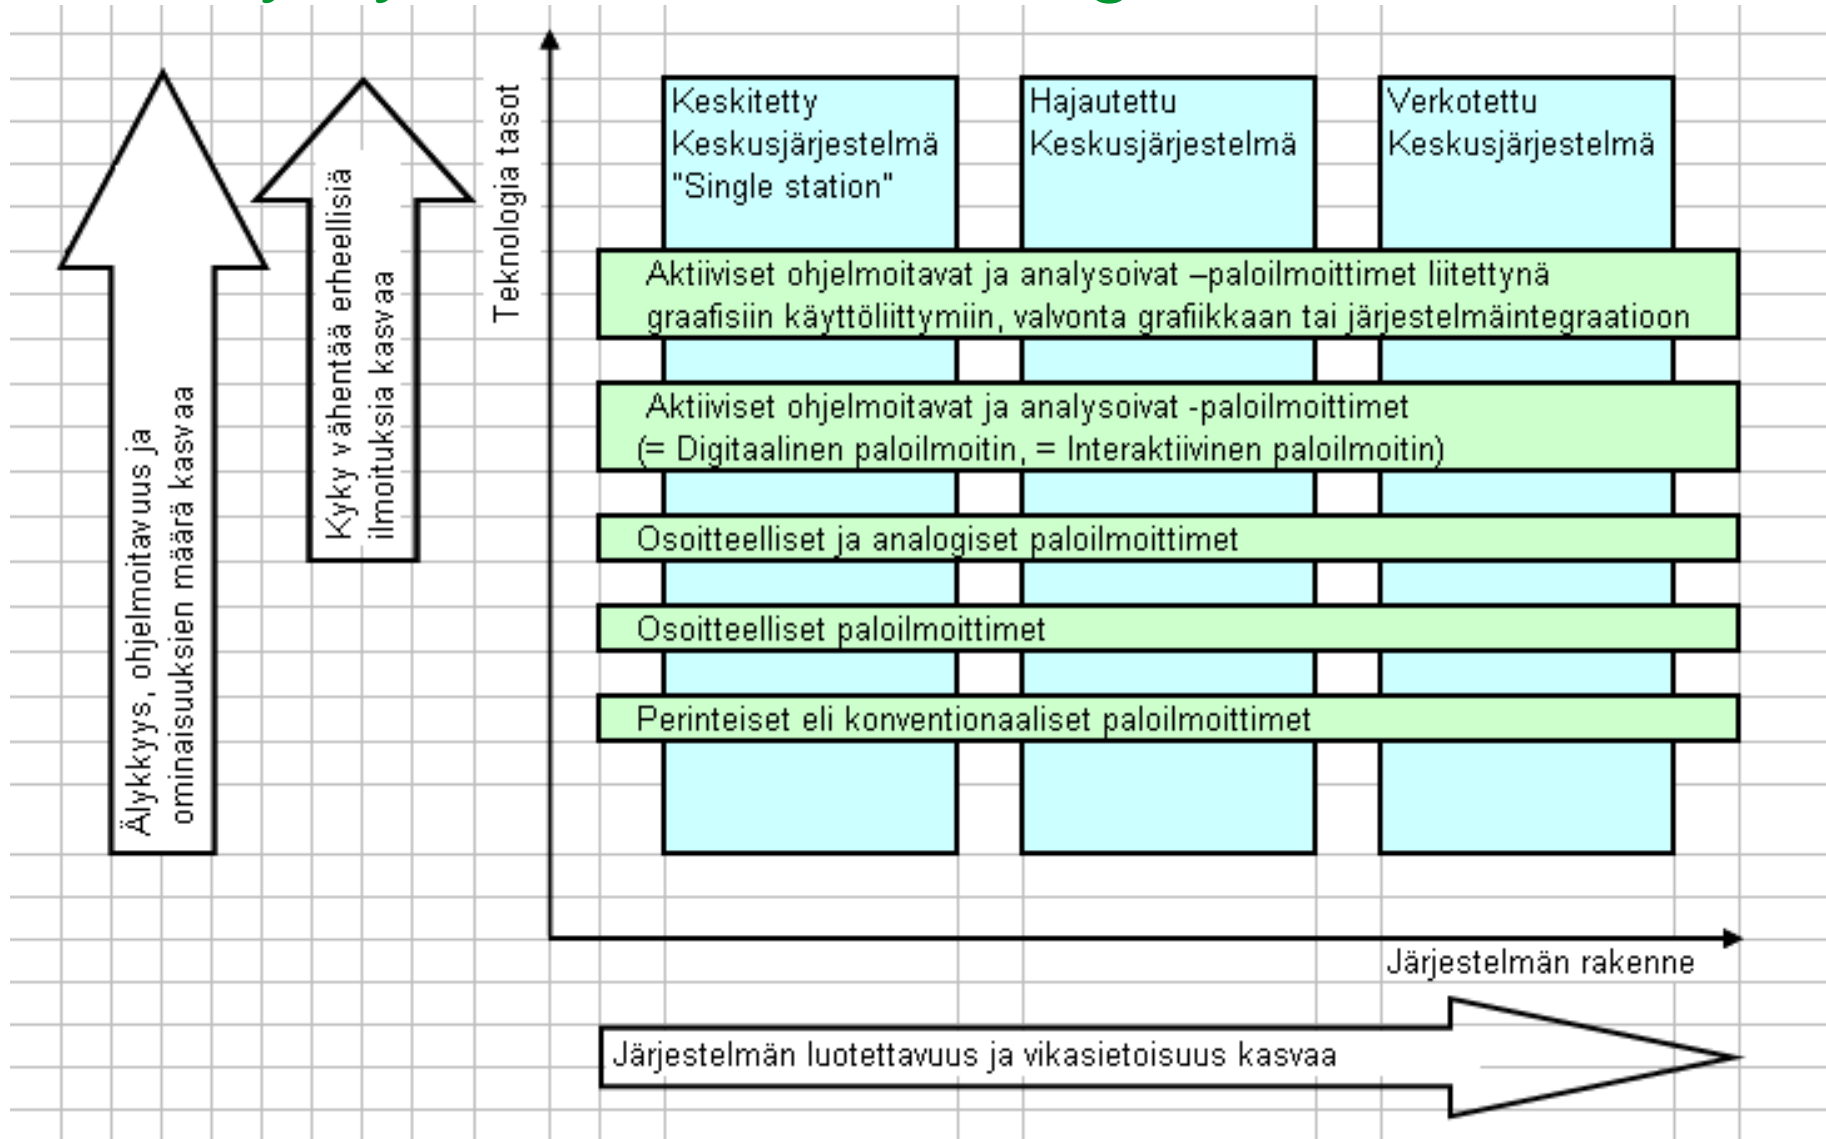 Älykkyys, ohjelmoitavuus ja
ominaisuuksien määrä kasvaa
Kyky vähentää erheellisiä
ilmoituksia kasvaa
Teknologia tasot
Keskitetty
Keskusjärjestelmä
"Single station"
Hajautettu
Keskusjärjestelmä
Verkotettu
Keskusjärjestelmä
Aktiiviset ohjelmoitavat ja analysoivat –paloilmoittimet liitettynä
graafisiin käyttöliittymiin, valvonta grafiikkaan tai järjestelmäintegraatioon
Aktiiviset ohjelmoitavat ja analysoivat -paloilmoittimet
(= Digitaalinen paloilmoitin, = Interaktiivinen paloilmoitin)
Osoitteelliset ja analogiset paloilmoittimet
Osoitteelliset paloilmoittimet
Perinteiset eli konventionaaliset paloilmoittimet
Järjestelmän rakenne
Järjestelmän luotettavuus ja vikasietoisuus kasvaa